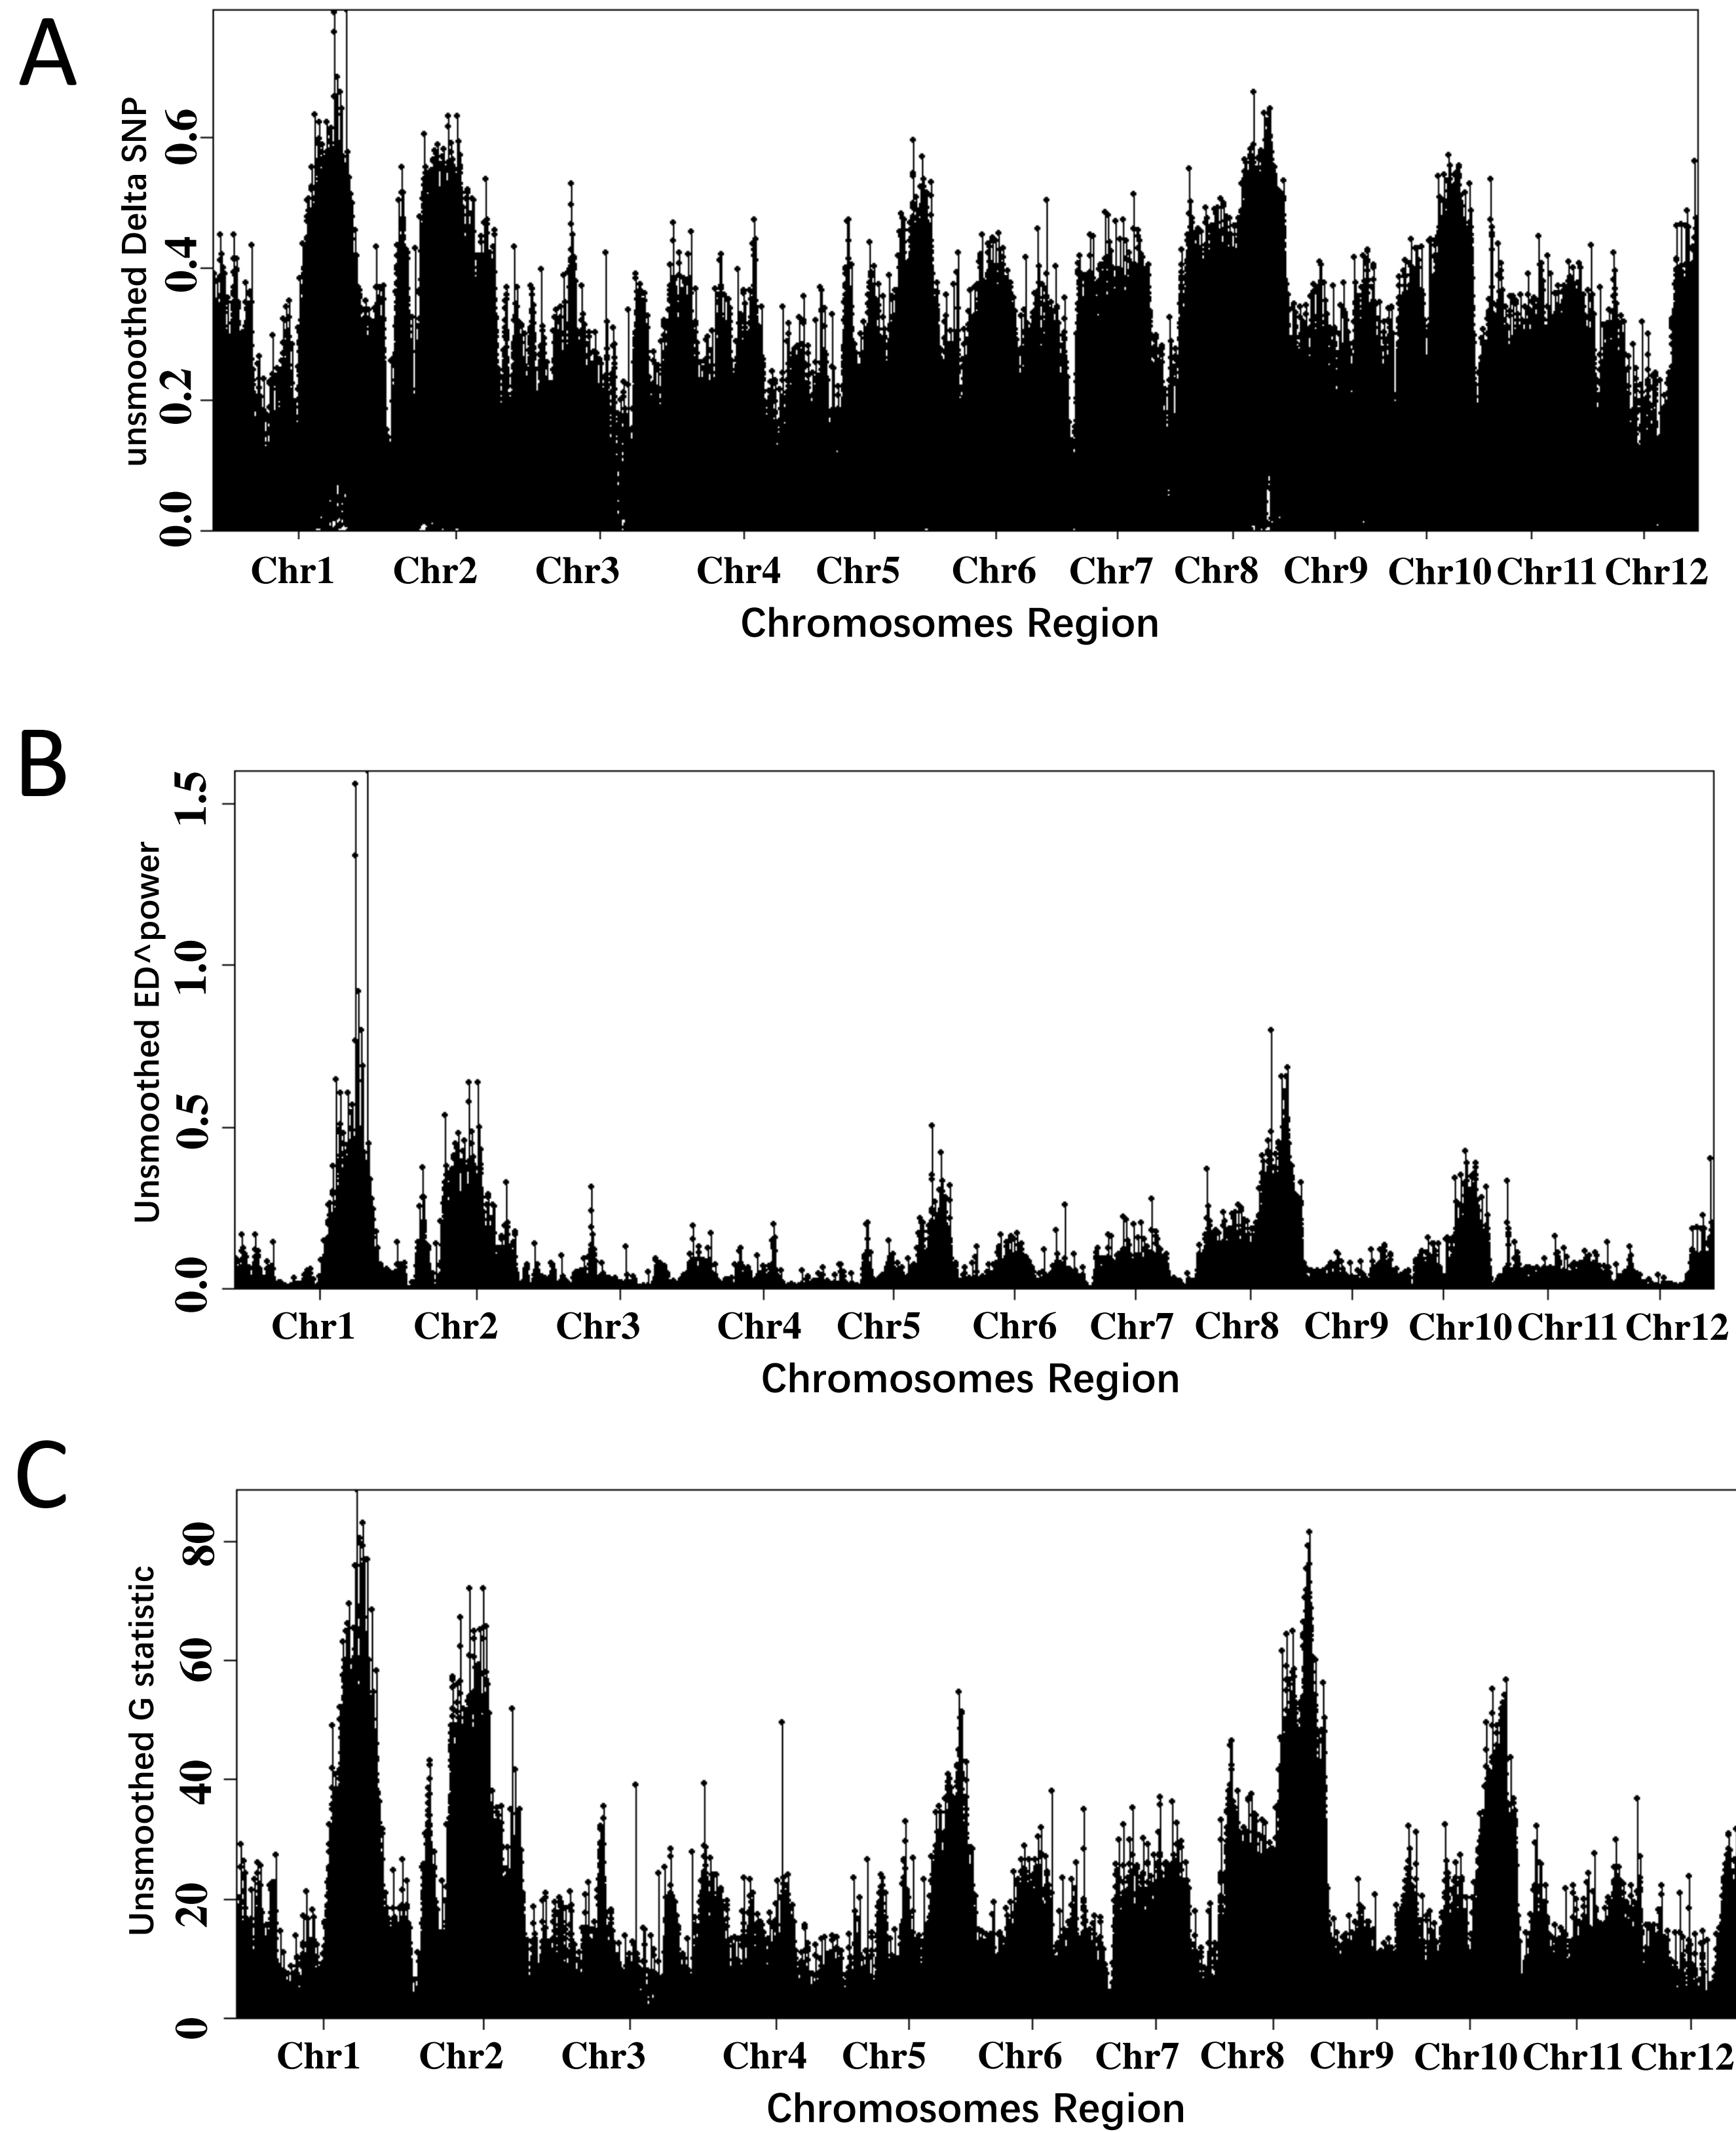 A
unsmoothed Delta SNP
0.6
0.4
0.2
0.0
Chr1 Chr2 Chr3 Chr4 Chr5 Chr6 Chr7 Chr8 Chr9 Chr10 Chr11 Chr12
Chromosomes Region
B
Unsmoothed ED^power
1.5
1.0
0.5
0.0
Chr1 Chr2 Chr3 Chr4 Chr5 Chr6 Chr7 Chr8 Chr9 Chr10 Chr11 Chr12
Chromosomes Region
C
Unsmoothed G statistic
80
60
40
20
0
Chr1 Chr2 Chr3 Chr4 Chr5 Chr6 Chr7 Chr8 Chr9 Chr10 Chr11 Chr12
Chromosomes Region